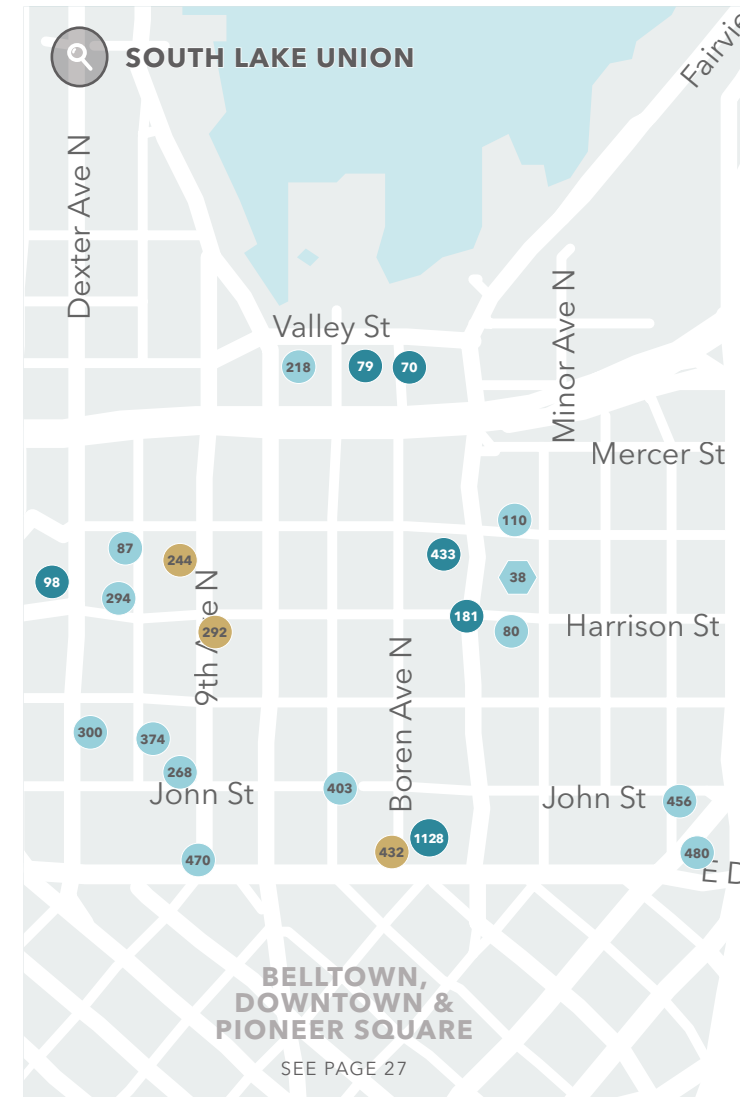 SOUTH LAKE UNION
Fairvie
Dexter Ave N
Valley St
218
79
70
Minor Ave N
Mercer St
110
87
244
433
98
38
294
9th Ave N
181
292
80
Harrison St
Boren Ave N
300
374
268
403
John St
John St
456
1128
432
470
480
E D
BELLTOWN,
DOWNTOWN &
PIONEER SQUARE
SEE PAGE 27